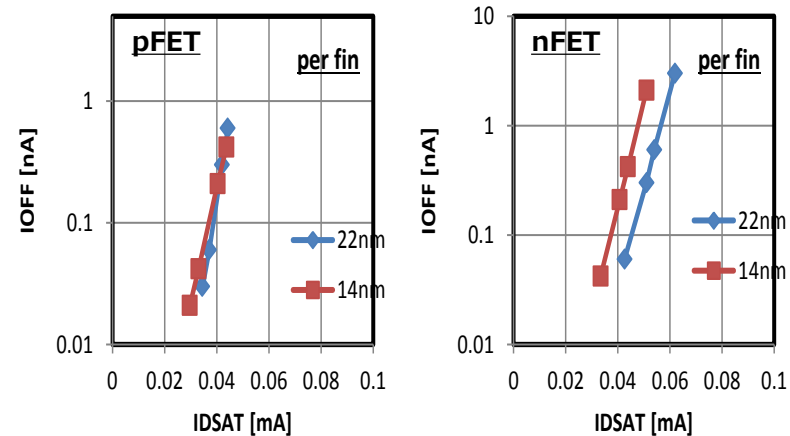 pFET
per fin
1
0.1
0.01
IOFF [nA]
22nm
14nm
0 0.02 0.04 0.06 0.08 0.1
IDSAT [mA]
nFET
per fin
10
1
0.1
0.01
IOFF [nA]
22nm
14nm
0 0.02 0.04 0.06 0.08 0.1
IDSAT [mA]